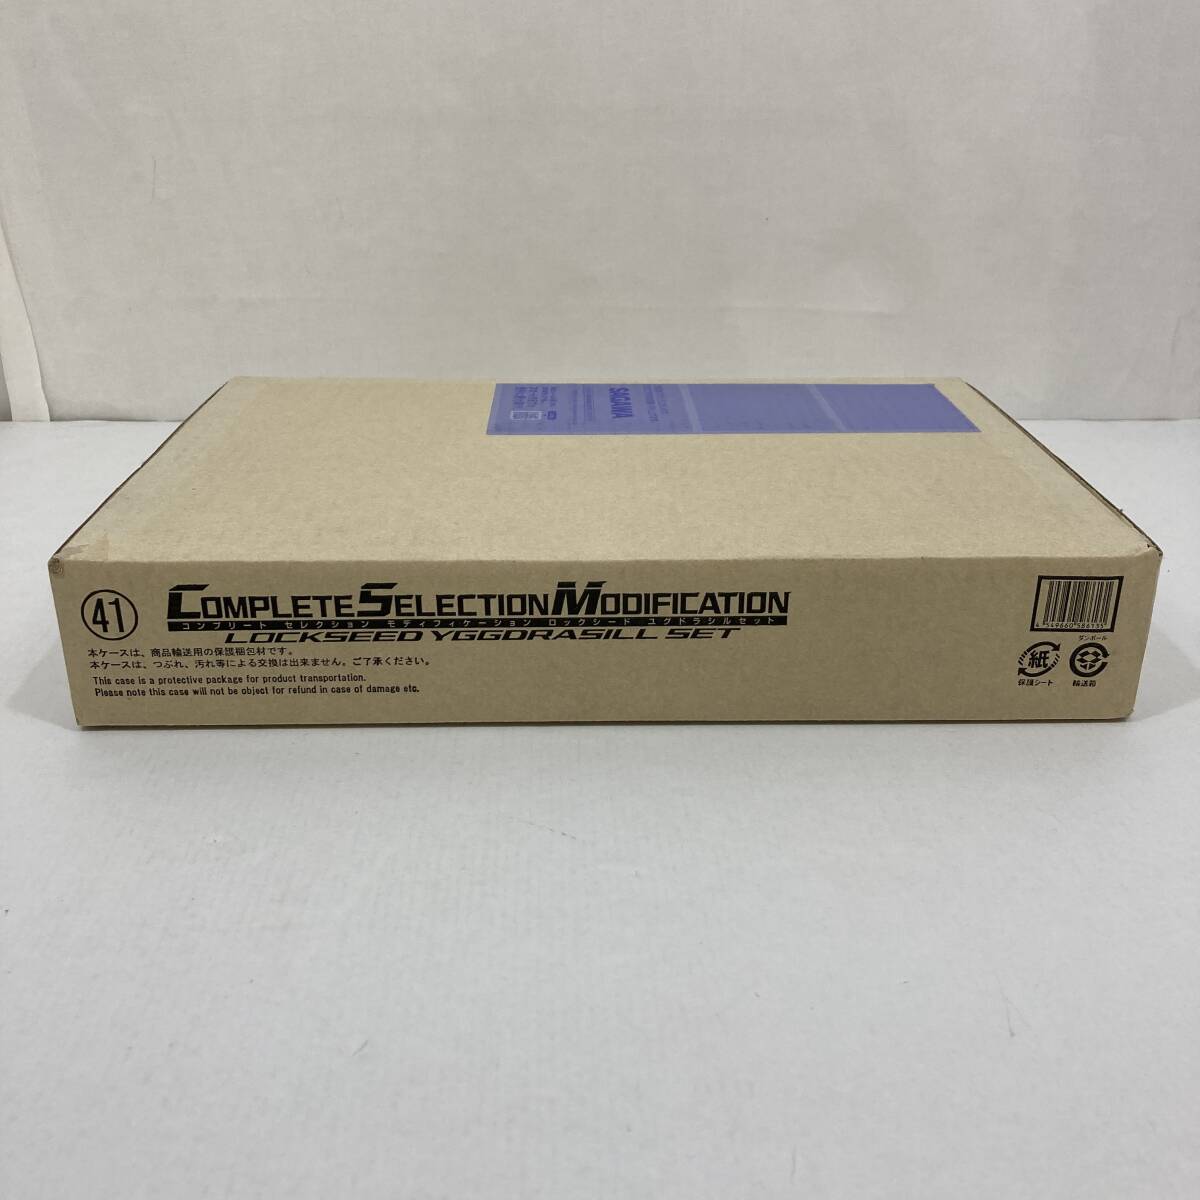 SAGAWA
41
COMPLETE SELECTION MODIFICATION
コンプリート セレクション モディフィケーション ロックシード ユグドラシルセット
LOCKSEED YGGDRASILL SET
本ケースは、商品輸送用の保護梱包材です。
本ケースは、つぶれ、汚れ等による交換は出来ません。ご了承ください。
This case is a protective package for product transportation.
Please note this case will not be object for refund in case of damage etc.
4 549660 586135
ダンボール
紙
保護シート
輸送箱